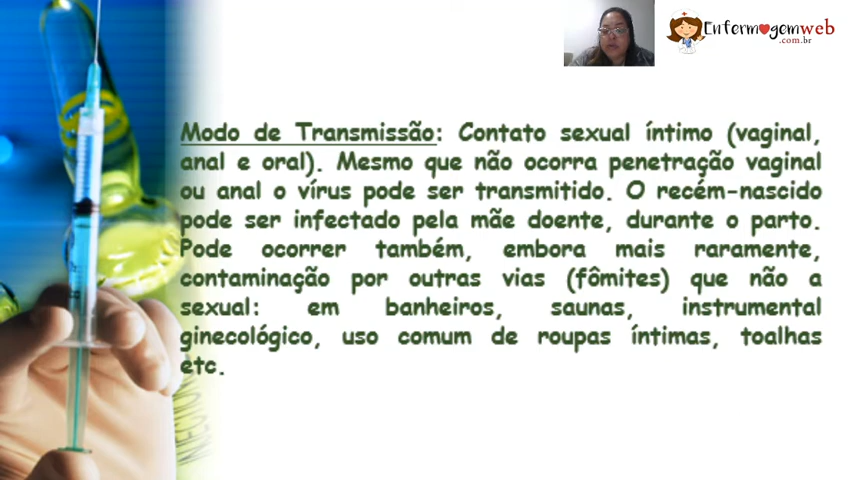 Enfermagemweb
.com.br
Modo de Transmissão: Contato sexual íntimo (vaginal,
anal e oral). Mesmo que não ocorra penetração vaginal
ou anal o vírus pode ser transmitido. O recém-nascido
pode ser infectado pela mãe doente, durante o parto.
Pode ocorrer também, embora mais raramente,
contaminação por outras vias (fômites) que não a
sexual: em banheiros, saunas, instrumental
ginecológico, uso comum de roupas íntimas, toalhas
etc.